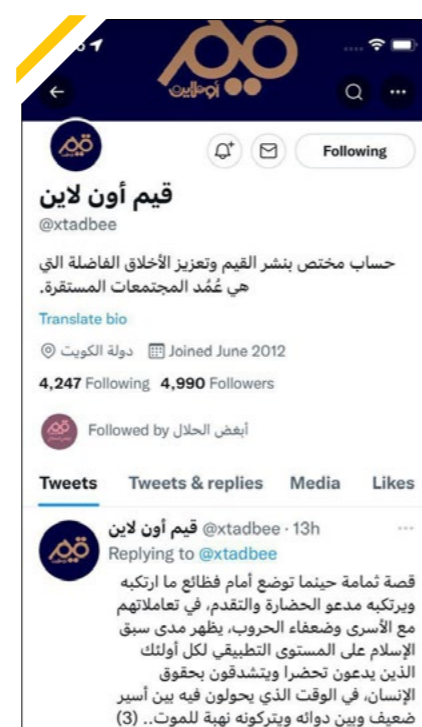 قيم
أون لاين
Following
قيم أون لاين
@xtadbee
حساب مختص بنشر القيم وتعزيز الأخلاق الفاضلة التي
هي عُمُد المجتمعات المستقرة.
Translate bio
دولة الكويت Joined June 2012
4,247 Following 4,990 Followers
Followed by أبغض الحلال
Tweets Tweets & replies Media Likes
قيم أون لاين @xtadbee · 13h
Replying to @xtadbee
قصة ثمامة حينما توضع أمام فظائع ما ارتكبه
ويرتكبه مدعو الحضارة والتقدم، في تعاملاتهم
مع الأسرى وضعفاء الحروب، يظهر مدى سبق
الإسلام على المستوى التطبيقي لكل أولئك
الذين يدعون تحضرا ويتشدقون بحقوق
الإنسان، في الوقت الذي يحولون فيه بين أسير
ضعيف وبين دوائه ويتركونه نهبة للموت.. (3)